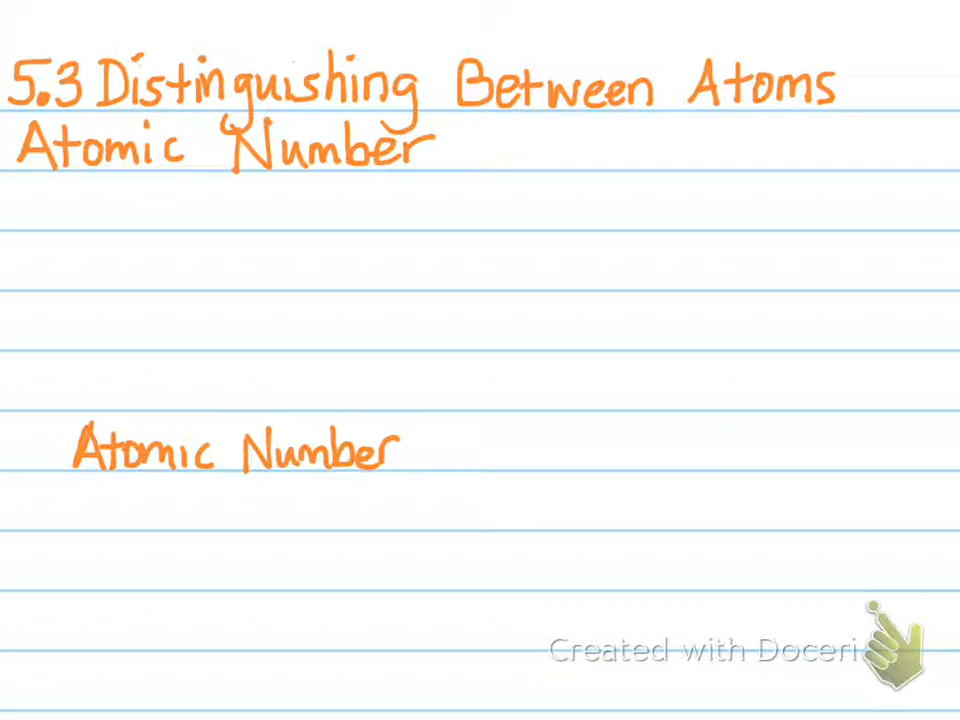 5.3 Distinguishing Between Atoms
Atomic Number
Atomic Number
Created with Doceri